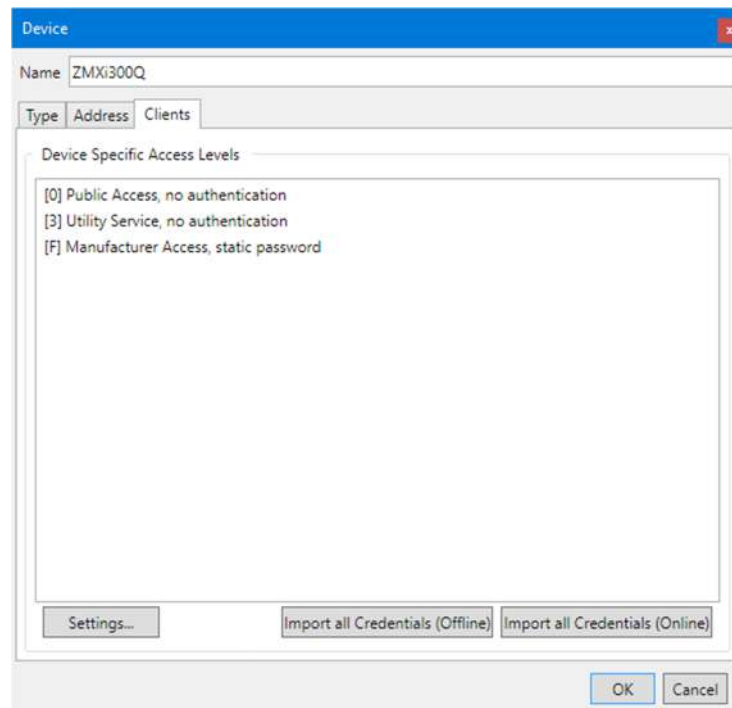 Device
Name ZMXi300Q
Type Address Clients
Device Specific Access Levels
[0] Public Access, no authentication
[3] Utility Service, no authentication
[F] Manufacturer Access, static password
Settings... Import all Credentials (Offline) Import all Credentials (Online)
OK Cancel